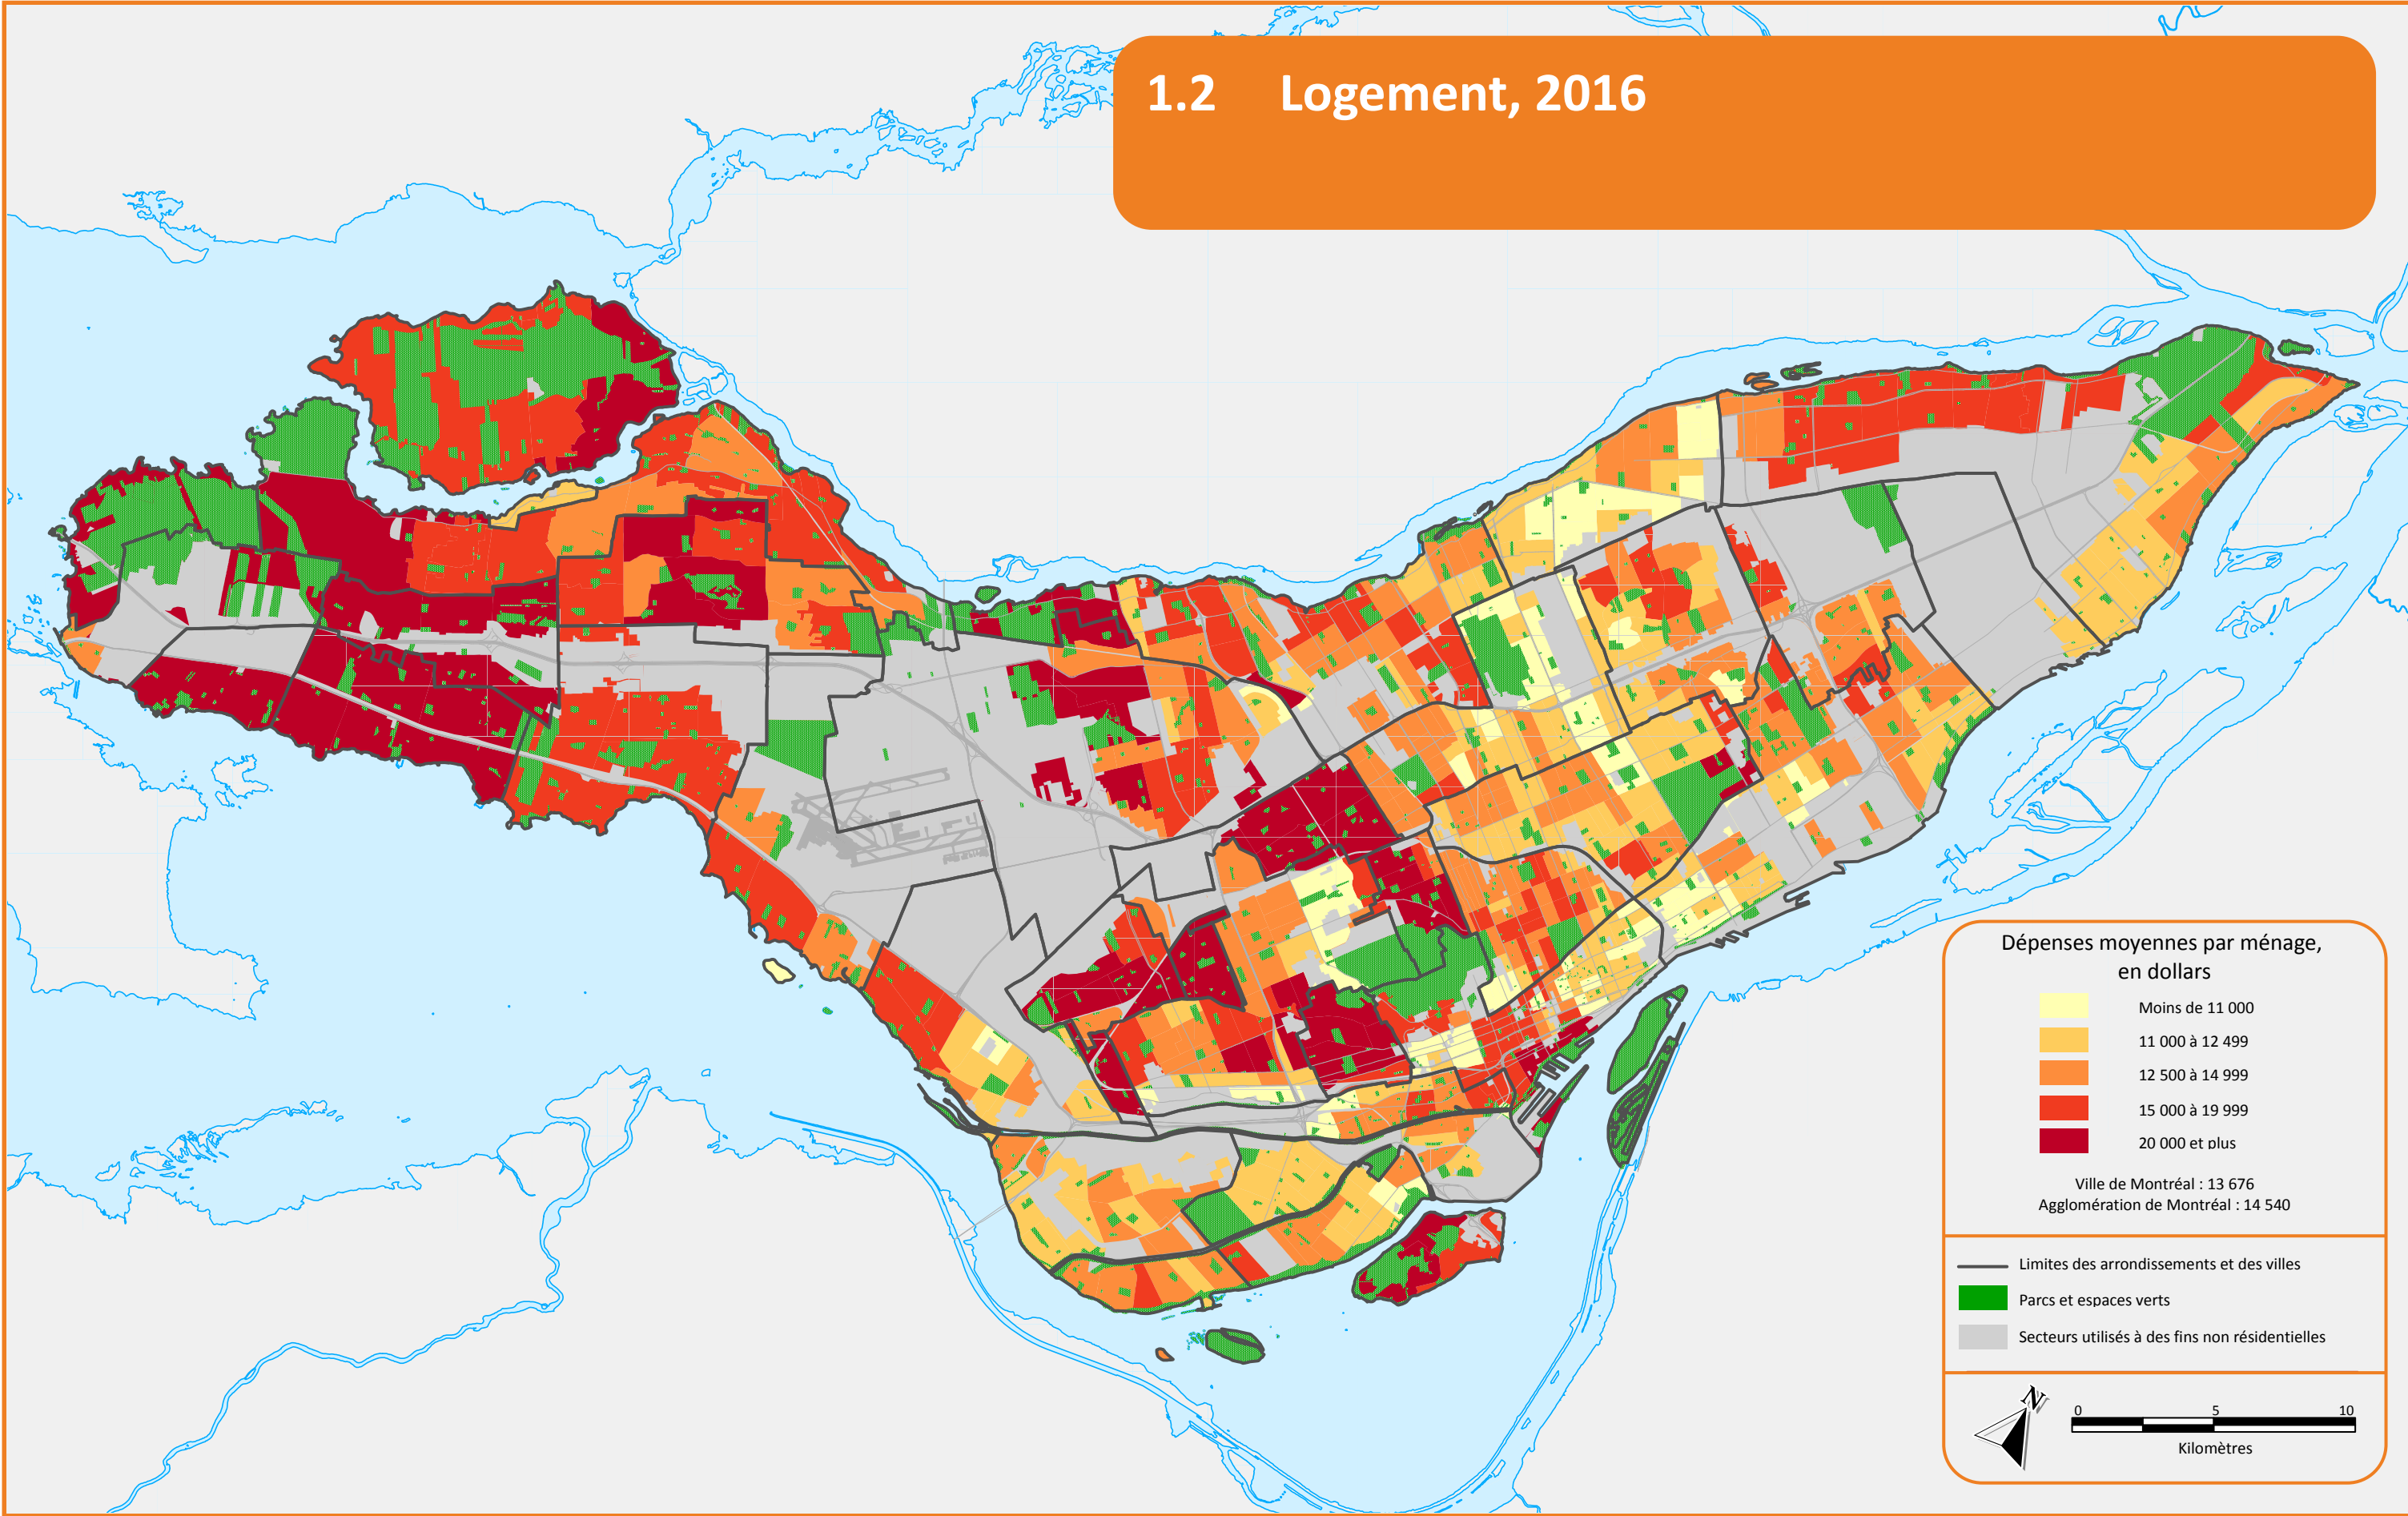 1.2 Logement, 2016
Dépenses moyennes par ménage,
en dollars
Moins de 11 000
11 000 à 12 499
12 500 à 14 999
15 000 à 19 999
20 000 et plus
Ville de Montréal : 13 676
Agglomération de Montréal : 14 540
Limites des arrondissements et des villes
Parcs et espaces verts
Secteurs utilisés à des fins non résidentielles
N
0 5 10
Kilomètres